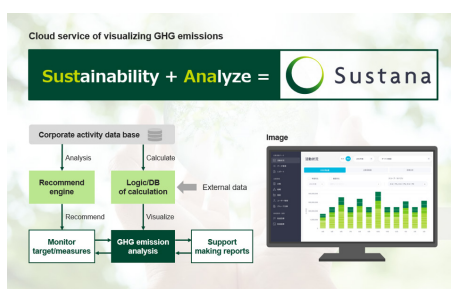 Cloud service of visualizing GHG emissions
Sustainability + Analyze =
Sustana
Corporate activity data base
Analysis
Calculate
Recommend
engine
Logic/DB
of calculation
External data
Recommend
Visualize
Monitor
target/measures
GHG emission
analysis
Support
making reports
Image